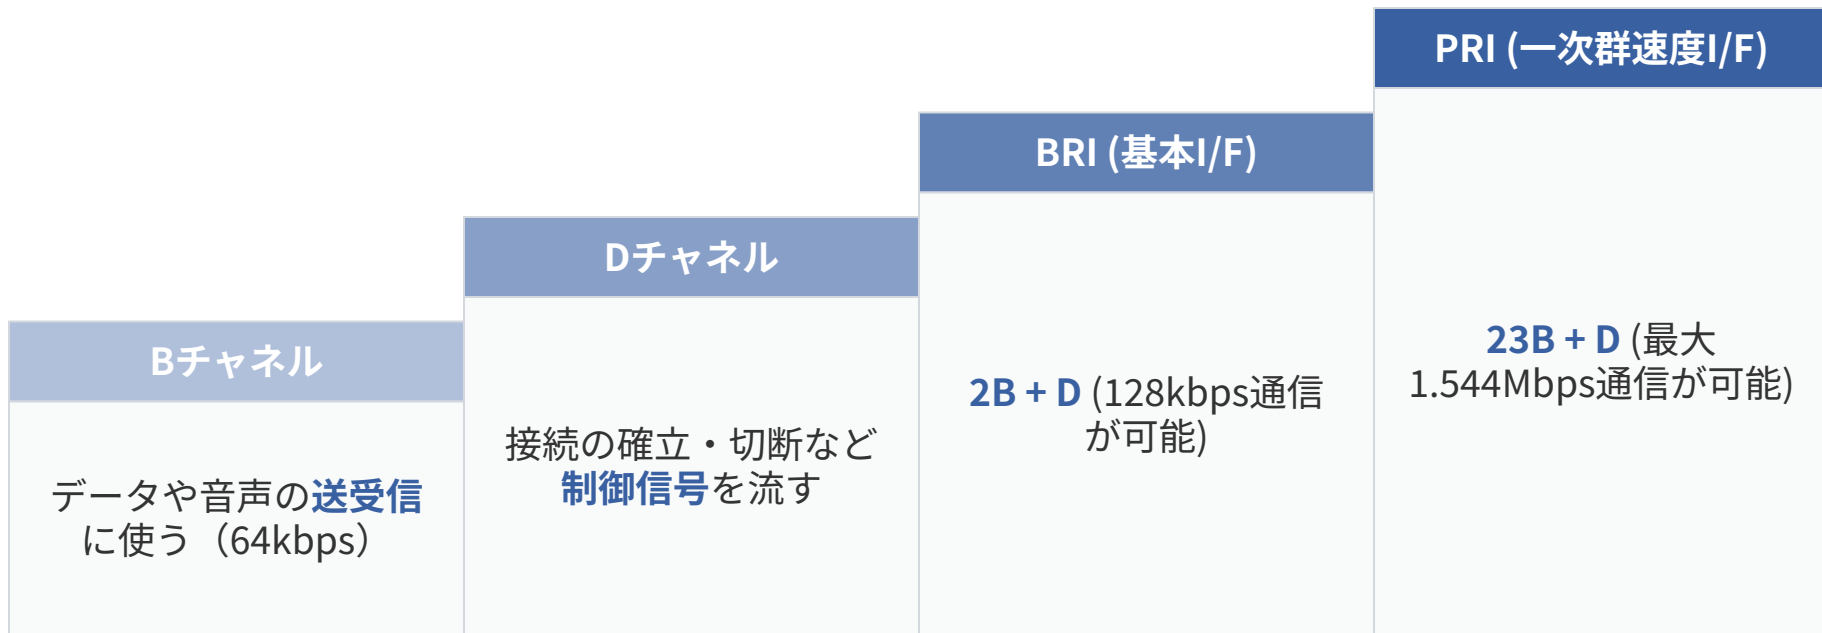 Bチャネル
データや音声の送受信
に使う（64kbps）
Dチャネル
接続の確立・切断など
制御信号を流す
BRI (基本I/F)
2B + D (128kbps通信
が可能)
PRI (一次群速度I/F)
23B + D (最大
1.544Mbps通信が可能)